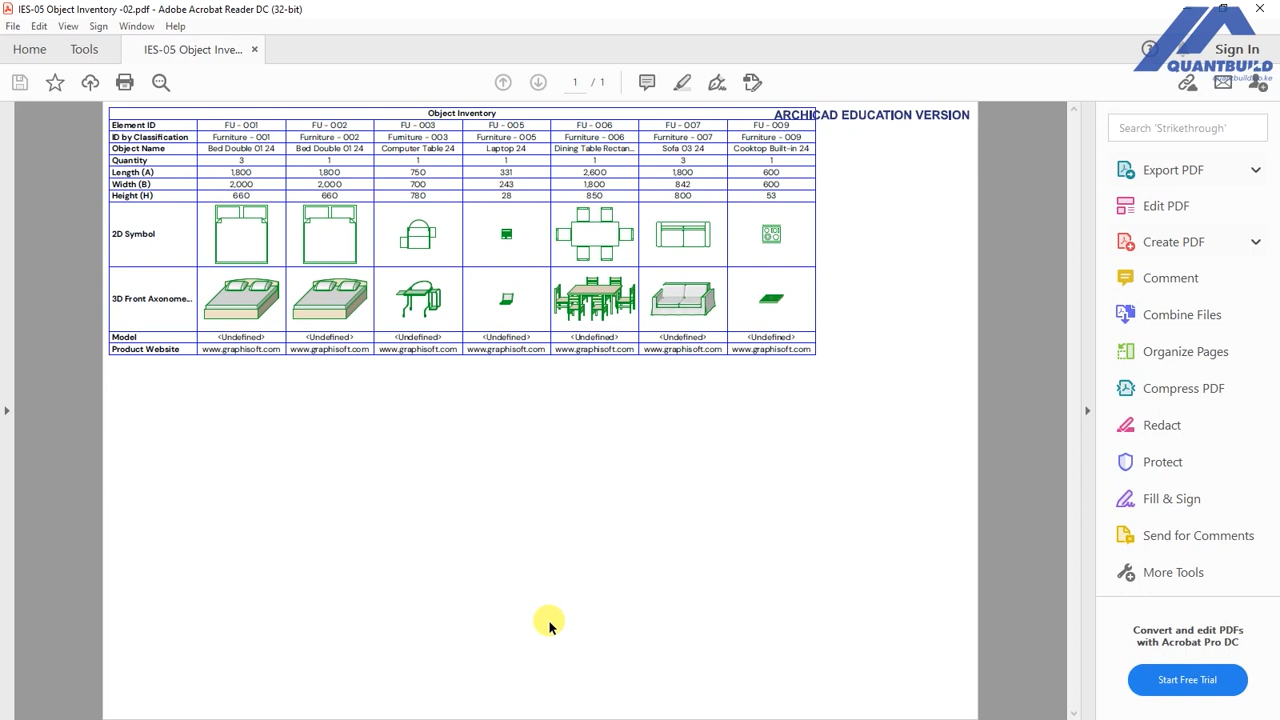 IES-05 Object Inventory -02.pdf - Adobe Acrobat Reader DC (32-bit)
File Edit View Sign Window Help
Home Tools IES-05 Object Inve... × Sign In
QUANTBUILD
1 / 1
Object Inventory
ARCHICAD EDUCATION VERSION
Element ID FU - 001 FU - 002 FU - 003 FU - 005 FU - 006 FU - 007 FU - 009
ID by Classification Furniture - 001 Furniture - 002 Furniture - 003 Furniture - 005 Furniture - 006 Furniture - 007 Furniture - 009
Object Name Bed Double 01 24 Bed Double 01 24 Computer Table 24 Laptop 24 Dining Table Rectan... Sofa 03 24 Cooktop Built-in 24
Quantity 3 1 1 1 1 3 1
Length (A) 1,800 1,800 750 331 2,600 1,800 600
Width (B) 2,000 2,000 700 243 1,800 842 600
Height (H) 660 660 780 28 850 800 53
2D Symbol
3D Front Axonome...
Model <Undefined> <Undefined> <Undefined> <Undefined> <Undefined> <Undefined> <Undefined>
Product Website www.graphisoft.com www.graphisoft.com www.graphisoft.com www.graphisoft.com www.graphisoft.com www.graphisoft.com www.graphisoft.com
Search 'Strikethrough'
Export PDF
Edit PDF
Create PDF
Comment
Combine Files
Organize Pages
Compress PDF
Redact
Protect
Fill & Sign
Send for Comments
More Tools
Convert and edit PDFs
with Acrobat Pro DC
Start Free Trial